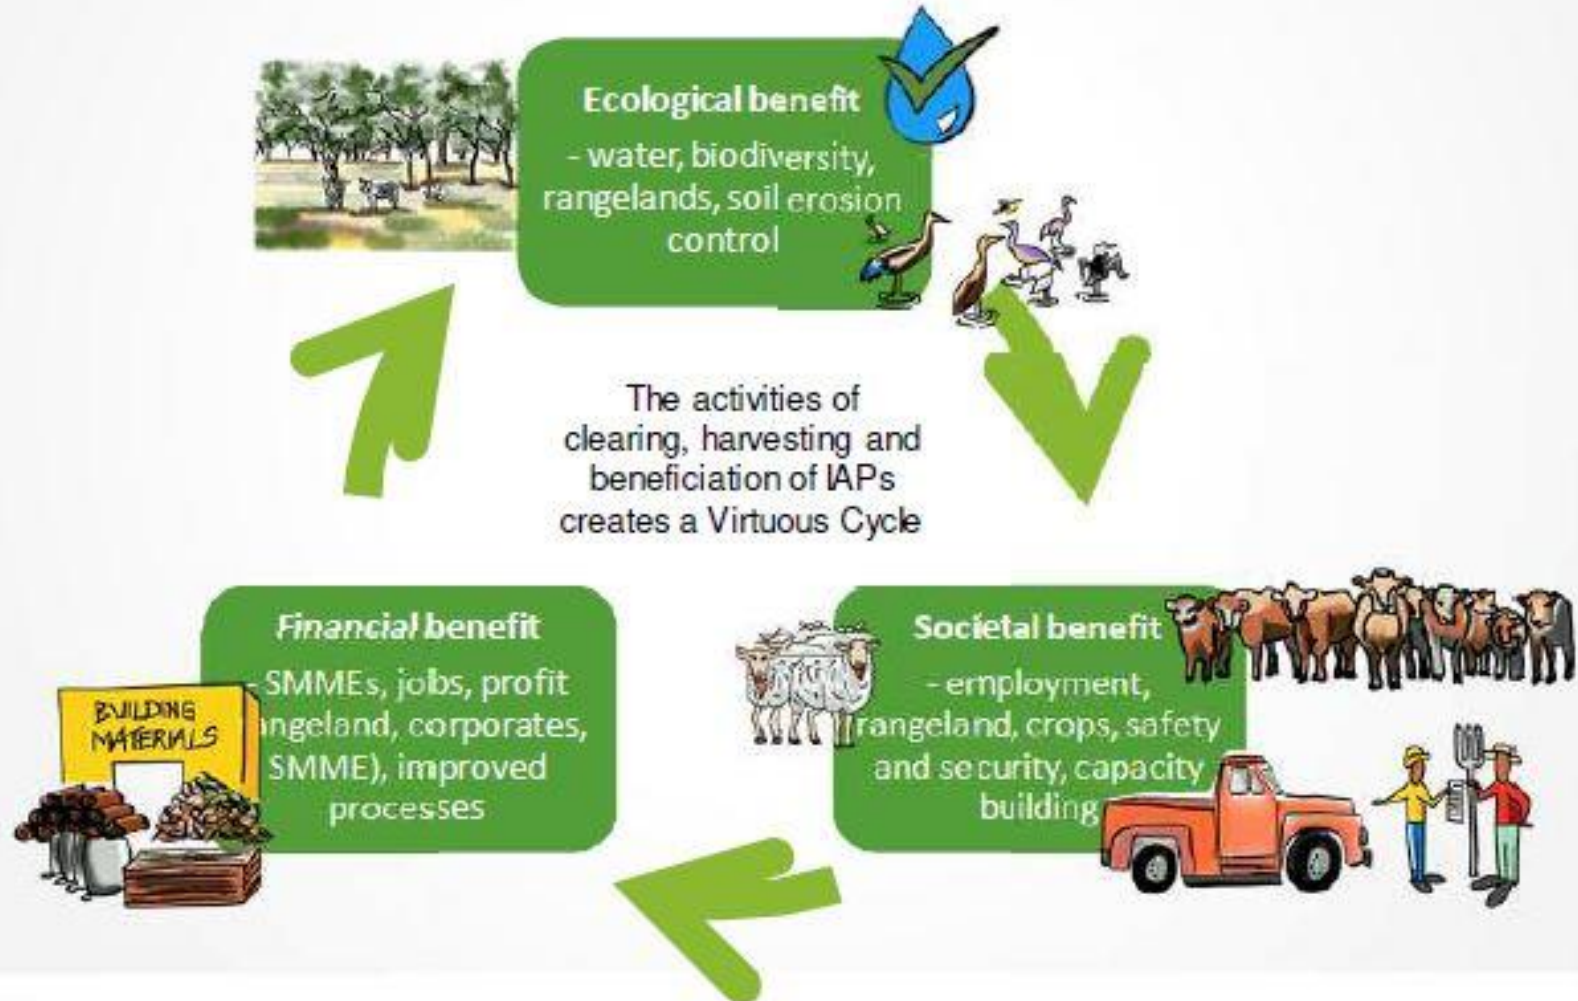 Ecological benefit
- water, biodiversity,
rangelands, soil erosion
control
The activities of
clearing, harvesting and
beneficiation of IAPs
creates a Virtuous Cycle
Financial benefit
- SMMEs, jobs, profit
angeland, corporates,
SMME), improved
processes
BUILDING
MATERIALS
Societal benefit
- employment,
rangeland, crops, safety
and security, capacity
building